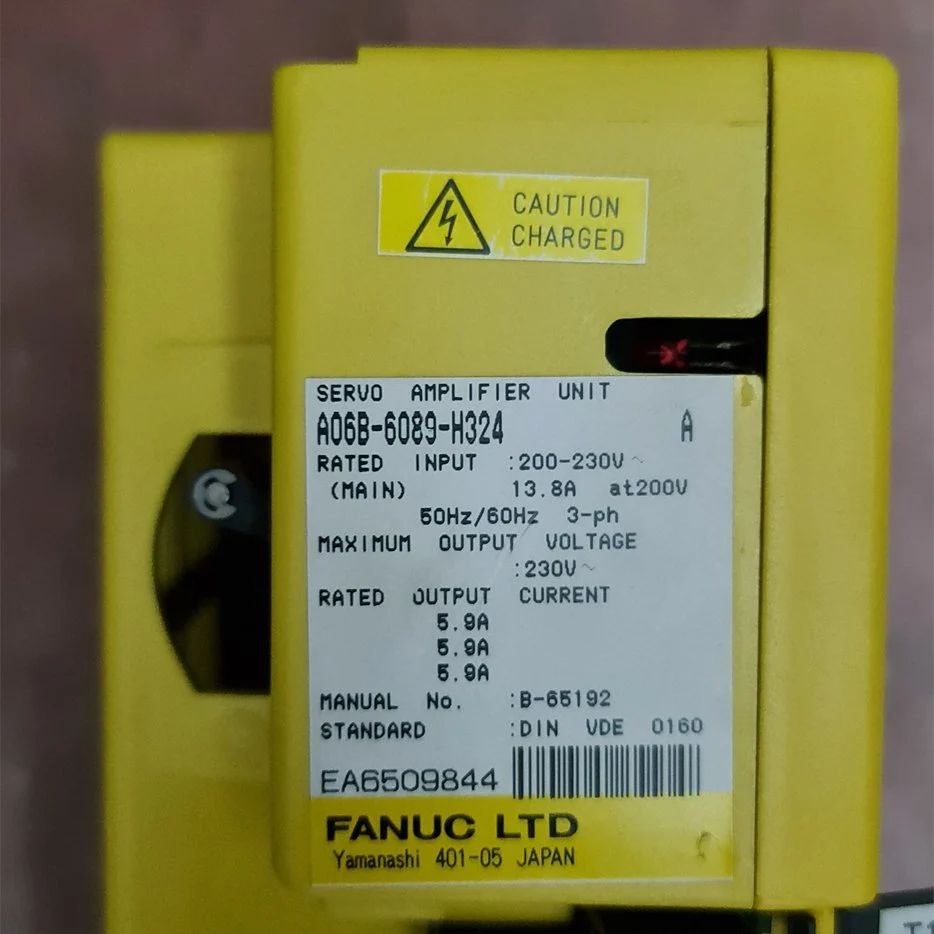 CAUTION
CHARGED
SERVO AMPLIFIER UNIT
A06B-6089-H324 A
RATED INPUT :200-230V~
(MAIN) 13.8A at200V
50Hz/60Hz 3-ph
MAXIMUM OUTPUT VOLTAGE
:230V~
RATED OUTPUT CURRENT
5.9A
5.9A
5.9A
MANUAL No. :B-65192
STANDARD :DIN VDE 0160
EA6509844
FANUC LTD
Yamanashi 401-05 JAPAN